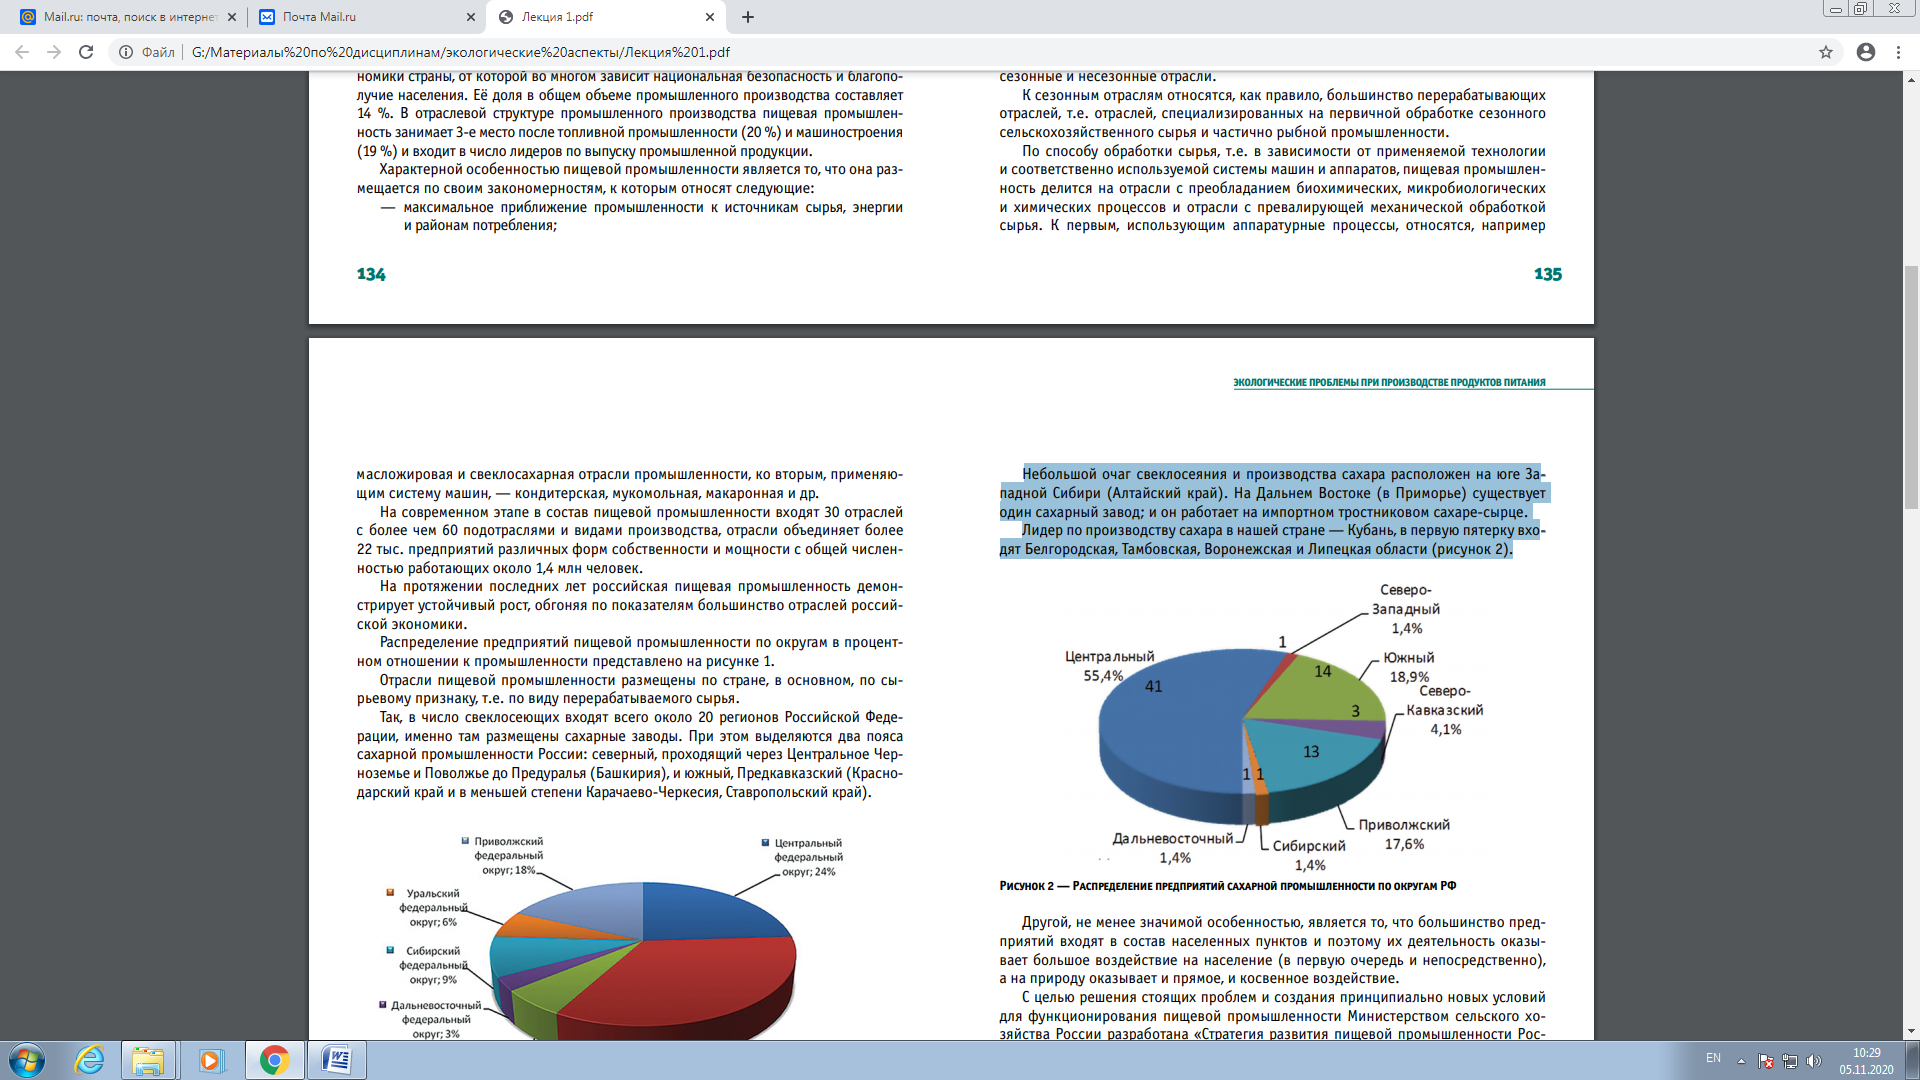 Mail.ru: почта, поиск в интернет
Почта Mail.ru
Лекция 1.pdf
Файл
G:/Материалы%20по%20дисциплинам/экологические%20аспекты/Лекция%201.pdf
номики страны, от которой во многом зависит национальная безопасность и благопо-
лучие населения. Её доля в общем объеме промышленного производства составляет
14 %. В отраслевой структуре промышленного производства пищевая промышлен-
ность занимает 3-е место после топливной промышленности (20 %) и машиностроения
(19 %) и входит в число лидеров по выпуску промышленной продукции.
Характерной особенностью пищевой промышленности является то, что она раз-
мещается по своим закономерностям, к которым относят следующие:
— максимальное приближение промышленности к источникам сырья, энергии
и районам потребления;
134
сезонные и несезонные отрасли.
К сезонным отраслям относятся, как правило, большинство перерабатывающих
отраслей, т.е. отраслей, специализированных на первичной обработке сезонного
сельскохозяйственного сырья и частично рыбной промышленности.
По способу обработки сырья, т.е. в зависимости от применяемой технологии
и соответственно используемой системы машин и аппаратов, пищевая промышлен-
ность делится на отрасли с преобладанием биохимических, микробиологических
и химических процессов и отрасли с превалирующей механической обработкой
сырья. К первым, использующим аппаратурные процессы, относятся, например
135
ЭКОЛОГИЧЕСКИЕ ПРОБЛЕМЫ ПРИ ПРОИЗВОДСТВЕ ПРОДУКТОВ ПИТАНИЯ
масложировая и свеклосахарная отрасли промышленности, ко вторым, применяю-
щим систему машин, — кондитерская, мукомольная, макаронная и др.
На современном этапе в состав пищевой промышленности входят 30 отраслей
с более чем 60 подотраслями и видами производства, отрасли объединяет более
22 тыс. предприятий различных форм собственности и мощности с общей числен-
ностью работающих около 1,4 млн человек.
На протяжении последних лет российская пищевая промышленность демон-
стрирует устойчивый рост, обгоняя по показателям большинство отраслей россий-
ской экономики.
Распределение предприятий пищевой промышленности по округам в процент-
ном отношении к промышленности представлено на рисунке 1.
Отрасли пищевой промышленности размещены по стране, в основном, по сы-
рьевому признаку, т.е. по виду перерабатываемого сырья.
Так, в число свеклосеющих входят всего около 20 регионов Российской Феде-
рации, именно там размещены сахарные заводы. При этом выделяются два пояса
сахарной промышленности России: северный, проходящий через Центральное Чер-
ноземье и Поволжье до Предуралья (Башкирия), и южный, Предкавказский (Красно-
дарский край и в меньшей степени Карачаево-Черкесия, Ставропольский край).
Приволжский
федеральный
округ; 18%
Центральный
федеральный
округ; 24%
Уральский
федеральный
округ; 6%
Сибирский
федеральный
округ; 9%
Дальневосточный
федеральный
округ; 3%
Небольшой очаг свеклосеяния и производства сахара расположен на юге За-
падной Сибири (Алтайский край). На Дальнем Востоке (в Приморье) существует
один сахарный завод; и он работает на импортном тростниковом сахаре-сырце.
Лидер по производству сахара в нашей стране — Кубань, в первую пятерку вхо-
дят Белгородская, Тамбовская, Воронежская и Липецкая области (рисунок 2).
Северо-
Западный
1,4%
1
Центральный
55,4%
41
14
Южный
18,9%
3
Северо-
Кавказский
4,1%
13
1 1
Приволжский
17,6%
Дальневосточный
1,4%
Сибирский
1,4%
Рисунок 2 — Распределение предприятий сахарной промышленности по округам РФ
Другой, не менее значимой особенностью, является то, что большинство пред-
приятий входят в состав населенных пунктов и поэтому их деятельность оказы-
вает большое воздействие на население (в первую очередь и непосредственно),
а на природу оказывает и прямое, и косвенное воздействие.
С целью решения стоящих проблем и создания принципиально новых условий
для функционирования пищевой промышленности Министерством сельского хо-
зяйства России разработана «Стратегия развития пищевой промышленности Рос-
EN
10:29
05.11.2020